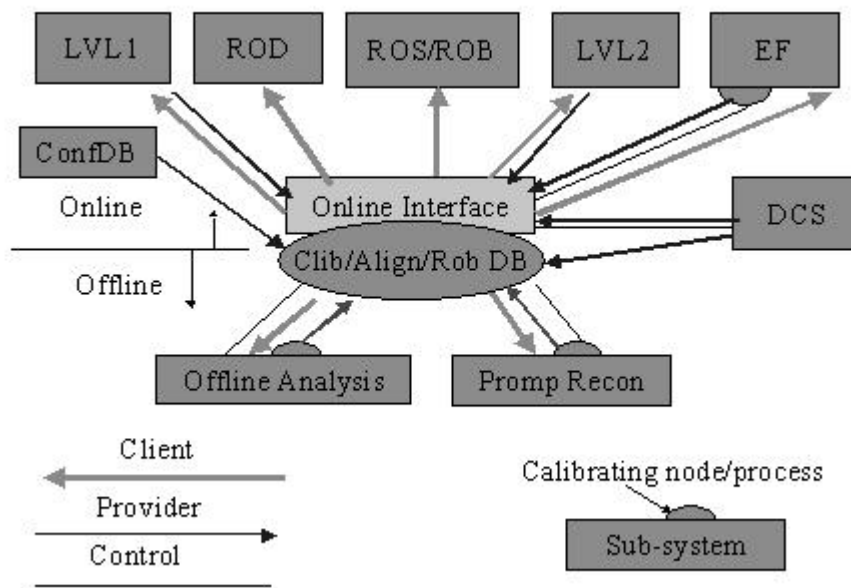 LVL1
ROD
ROS/ROB
LVL2
EF
ConfDB
Online Interface
DCS
Online
Clib/Align/Rob DB
Offline
Offline Analysis
Promp Recon
Client
Provider
Control
Calibrating node/process
Sub-system